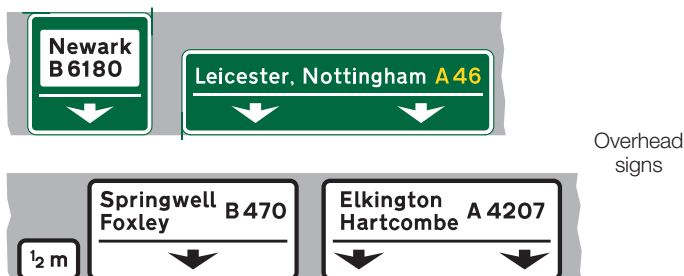 Newark
B 6180
Leicester, Nottingham A 46
Overhead
signs
Springwell
Foxley
B 470
Elkington
Hartcombe
A 4207
½ m